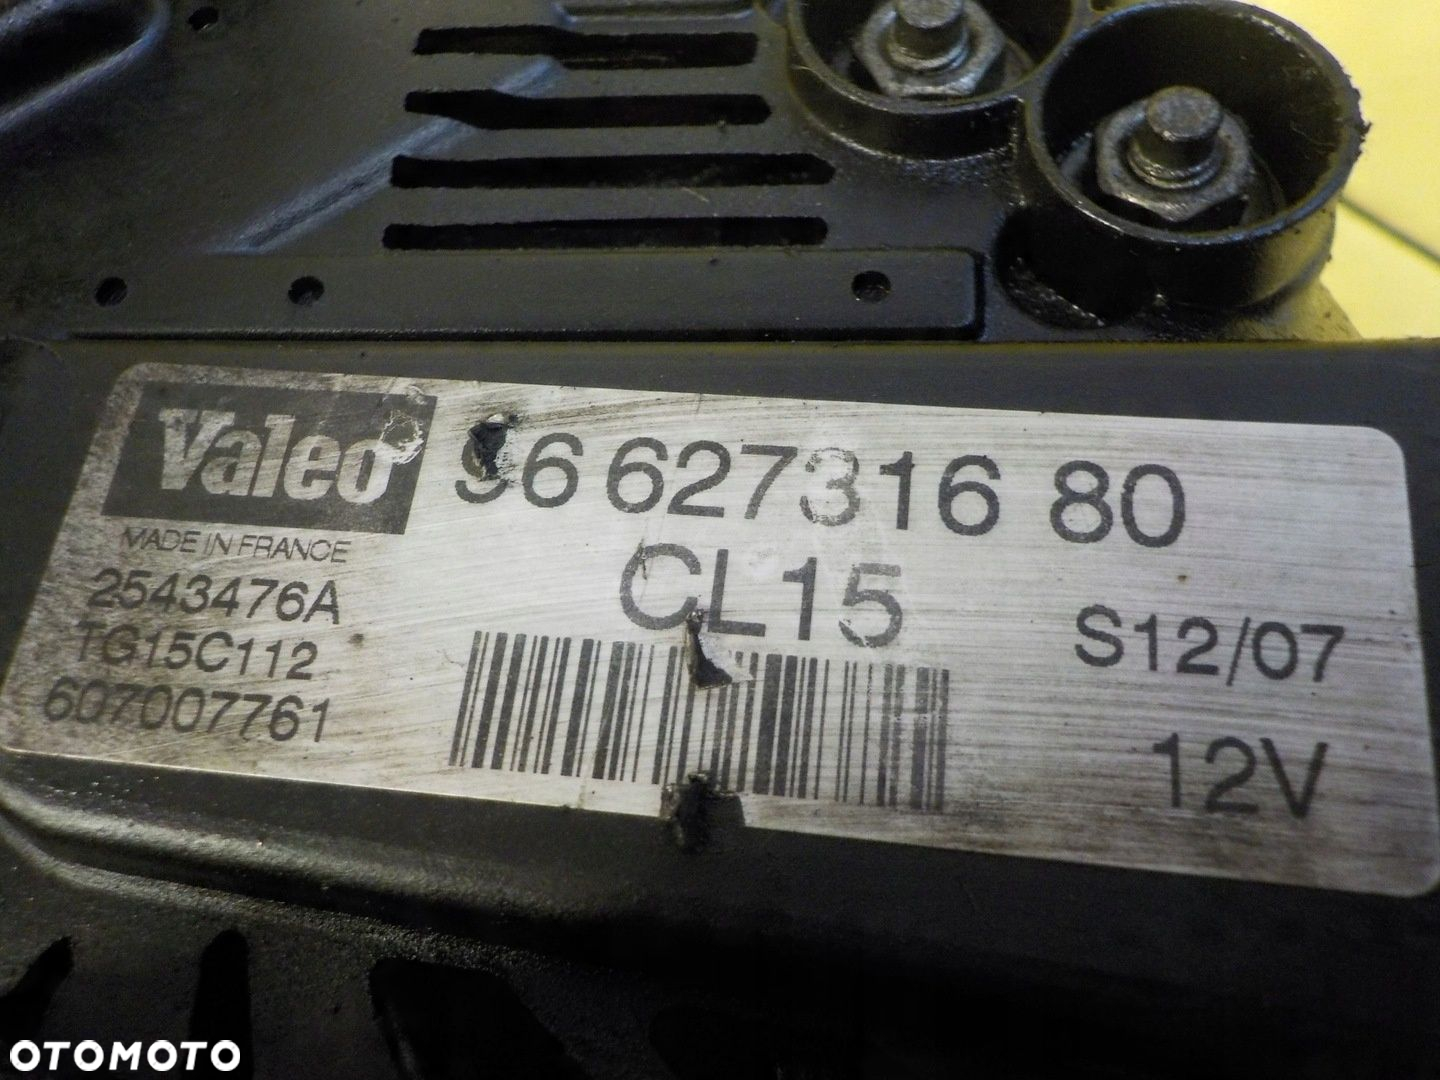 Valeo
96 627316 80
MADE IN FRANCE
CL15
2543476A
TG15C112
607007761
S12/07
12V
OTOMOTO